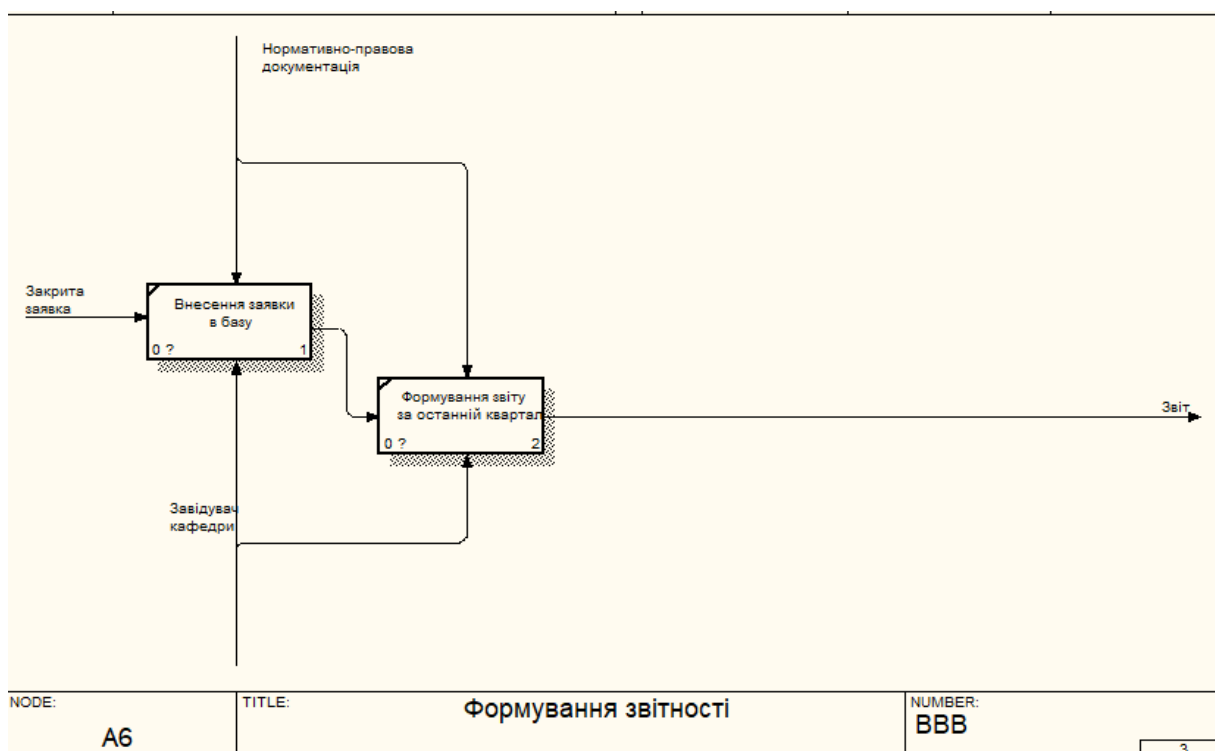 Нормативно-правова
документація
Закрита
заявка
Внесення заявки
в базу
0 ?
1
Формування звіту
за останній квартал
0 ?
2
Звіт
Завідувач
кафедри
NODE:
A6
TITLE:
Формування звітності
NUMBER:
BBB
3